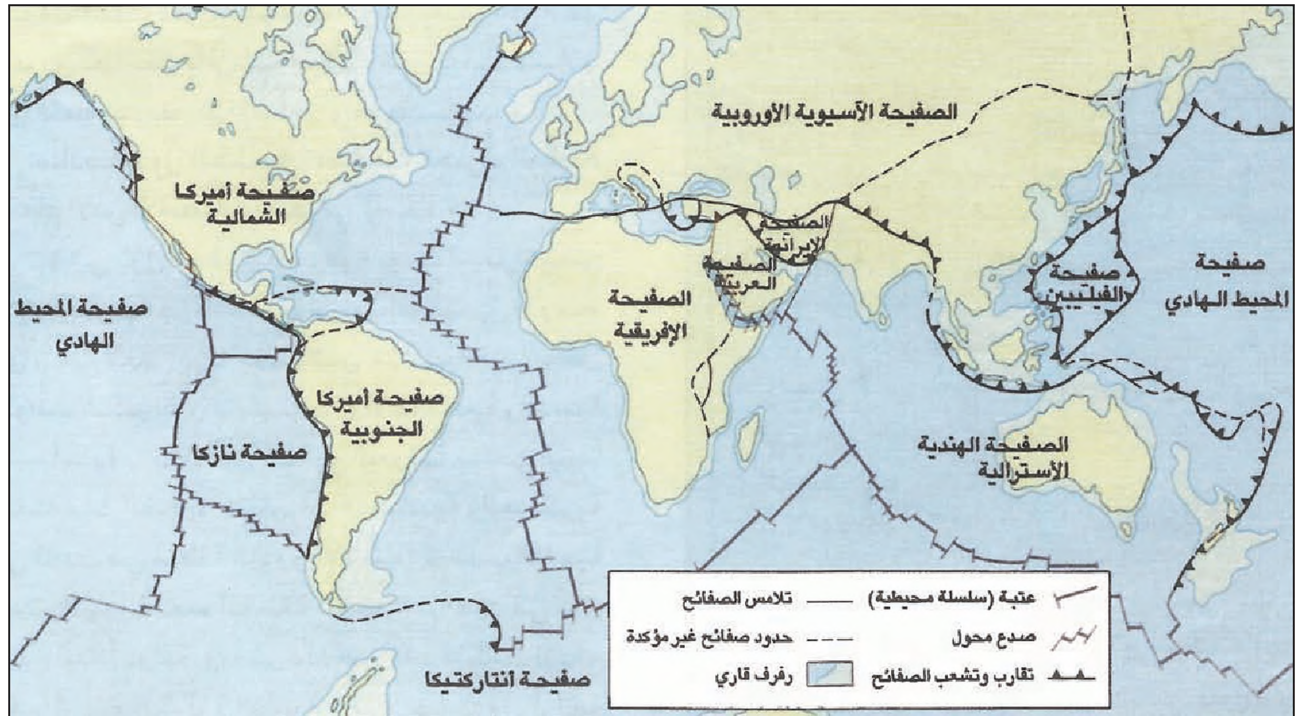 الصفيحة الآسيوية الأوروبية
صفيحة أميركا
الشمالية
الصفيحة
الإيرانية
الصفيحة
العربية
صفيحة
الفيليبين
صفيحة
المحيط الهادي
صفيحة المحيط
الهادي
الصفيحة
الإفريقية
صفيحة أميركا
الجنوبية
صفيحة نازكا
الصفيحة الهندية
الأسترالية
صفيحة أنتاركتيكا
عتبة (سلسلة محيطية)
تلامس الصفائح
صدع محول
حدود صفائح غير مؤكدة
تقارب وتشعب الصفائح
رفرف قاري